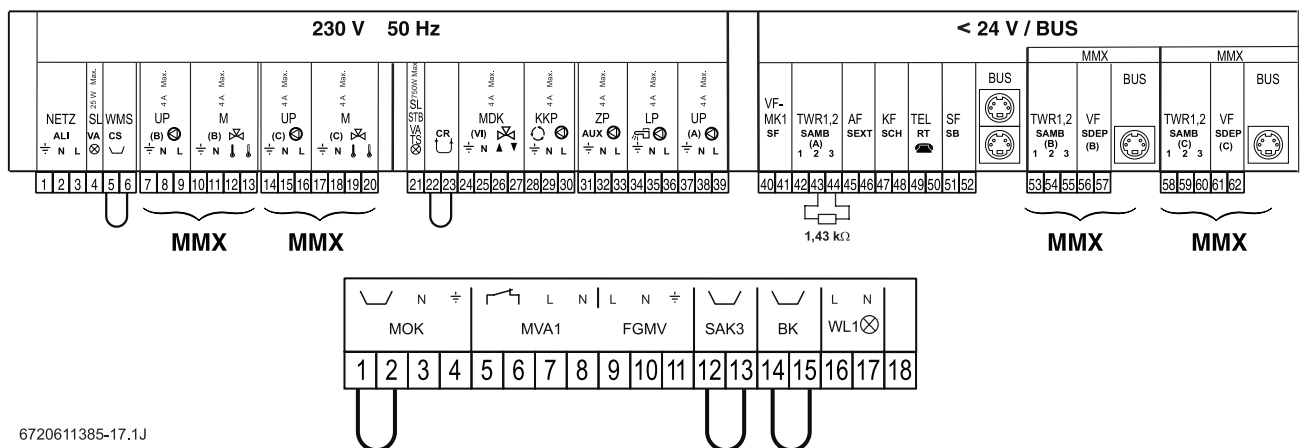 230 V 50 Hz
< 24 V / BUS
MMX
MMX
NETZ
ALI
N L
SL
25 W Max.
VA
WMS
CS
4 A Max.
UP
(B)
N L
4 A Max.
M
(B)
N
4 A Max.
UP
(C)
N L
4 A Max.
M
(C)
N
750W Max.
SL
STB
VA
TS
CR
4 A Max.
MDK
(VI)
N
4 A Max.
KKP
N L
4 A Max.
ZP
AUX
N L
4 A Max.
LP
N L
4 A Max.
UP
(A)
N L
VF-
MK1
SF
TWR1,2
SAMB
(A)
1 2 3
AF
SEXT
KF
SCH
TEL
RT
SF
SB
BUS
TWR1,2
SAMB
(B)
1 2 3
VF
SDEP
(B)
BUS
TWR1,2
SAMB
(C)
1 2 3
VF
SDEP
(C)
BUS
1 2 3 4 5 6 7 8 9 10 11 12 13 14 15 16 17 18 19 20
21 22 23 24 25 26 27 28 29 30 31 32 33 34 35 36 37 38 39
40 41 42 43 44 45 46 47 48 49 50 51 52
53 54 55 56 57
58 59 60 61 62
MMX MMX
1,43 kΩ
MMX MMX
N
L N L N
L N
MOK MVA1 FGMV SAK3 BK WL1
1 2 3 4 5 6 7 8 9 10 11 12 13 14 15 16 17 18
6720611385-17.1J